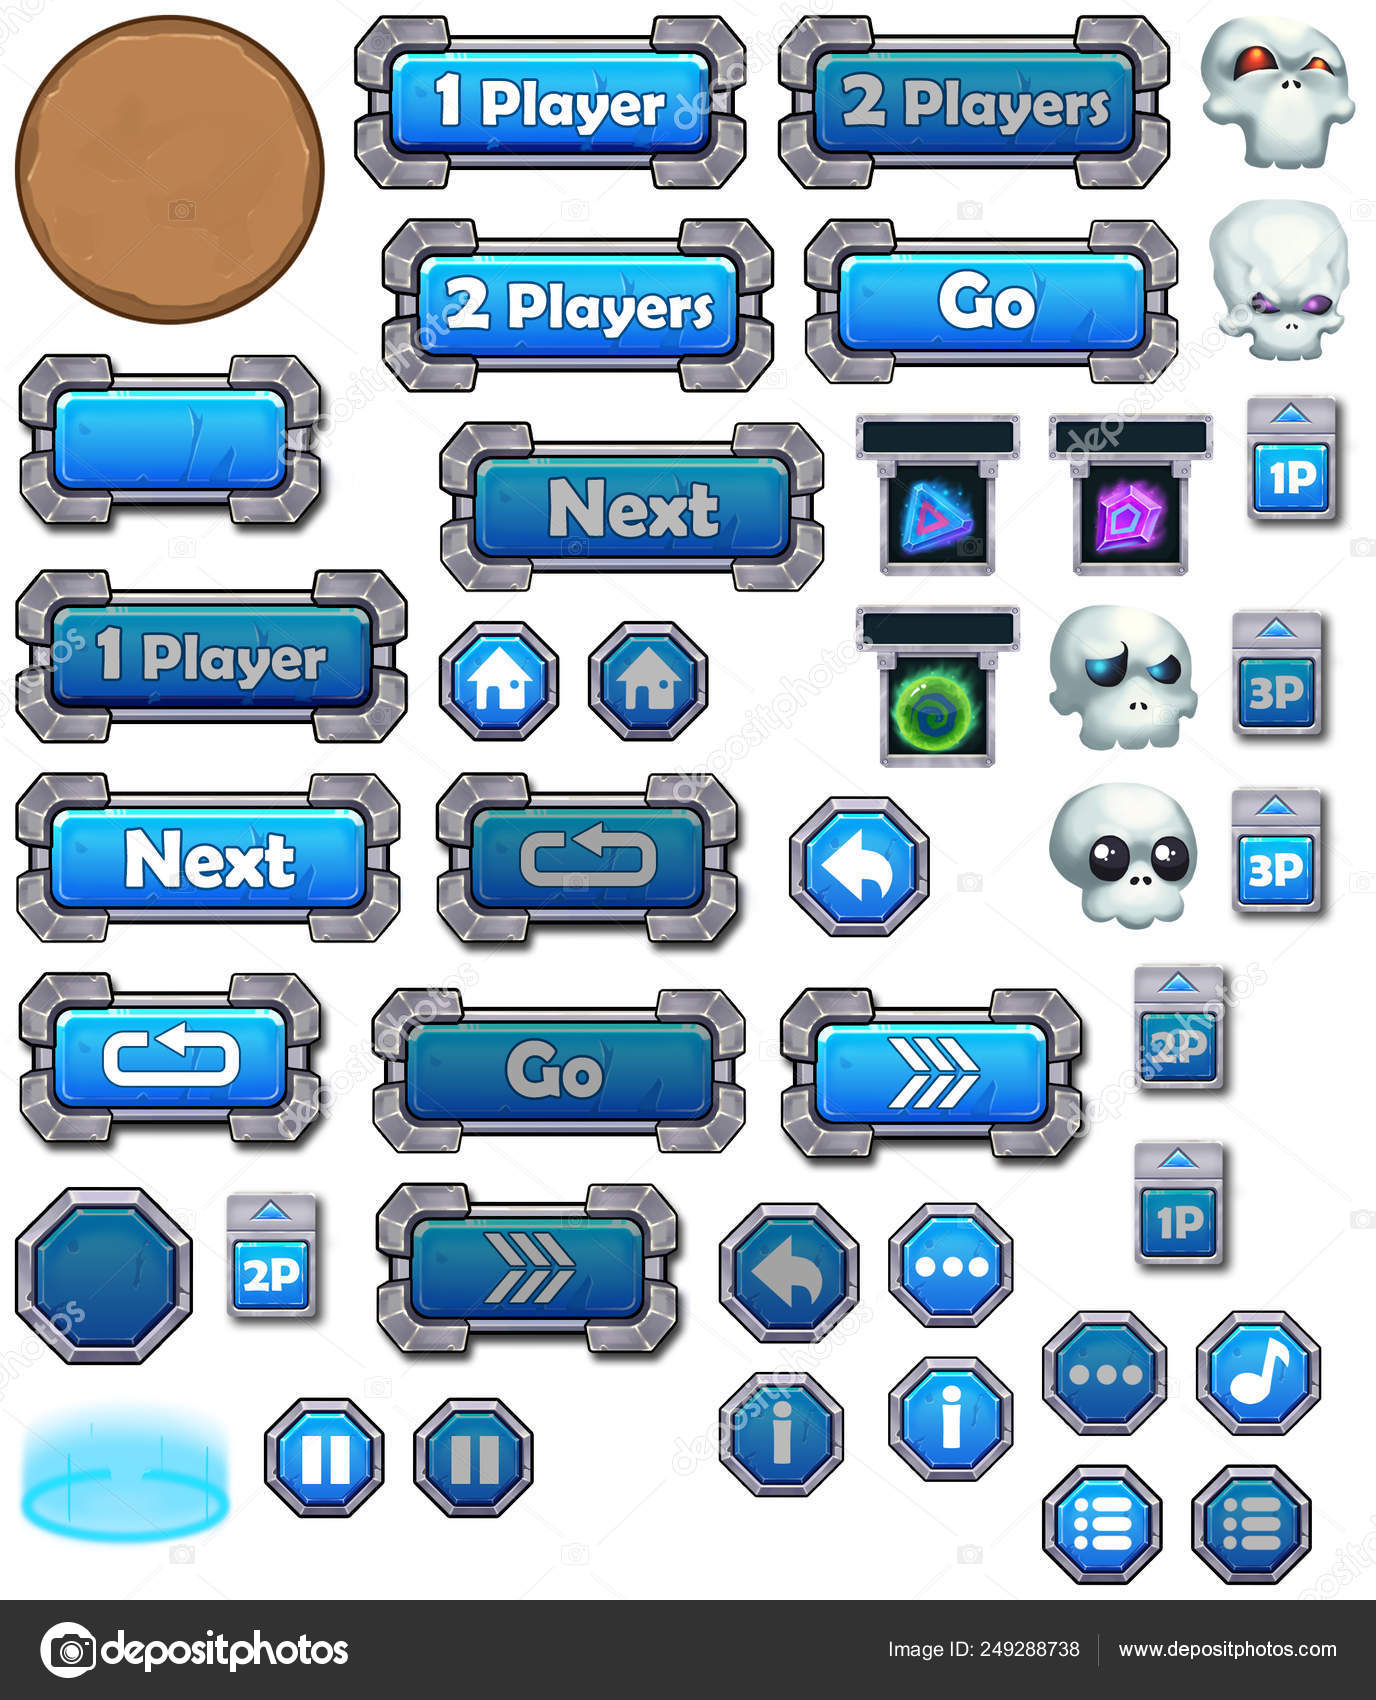 1 Player
2 Players
2 Players
Go
1P
Next
1 Player
3P
Next
3P
2P
Go
1P
2P
depositphotos
Image ID: 249288738
www.depositphotos.com